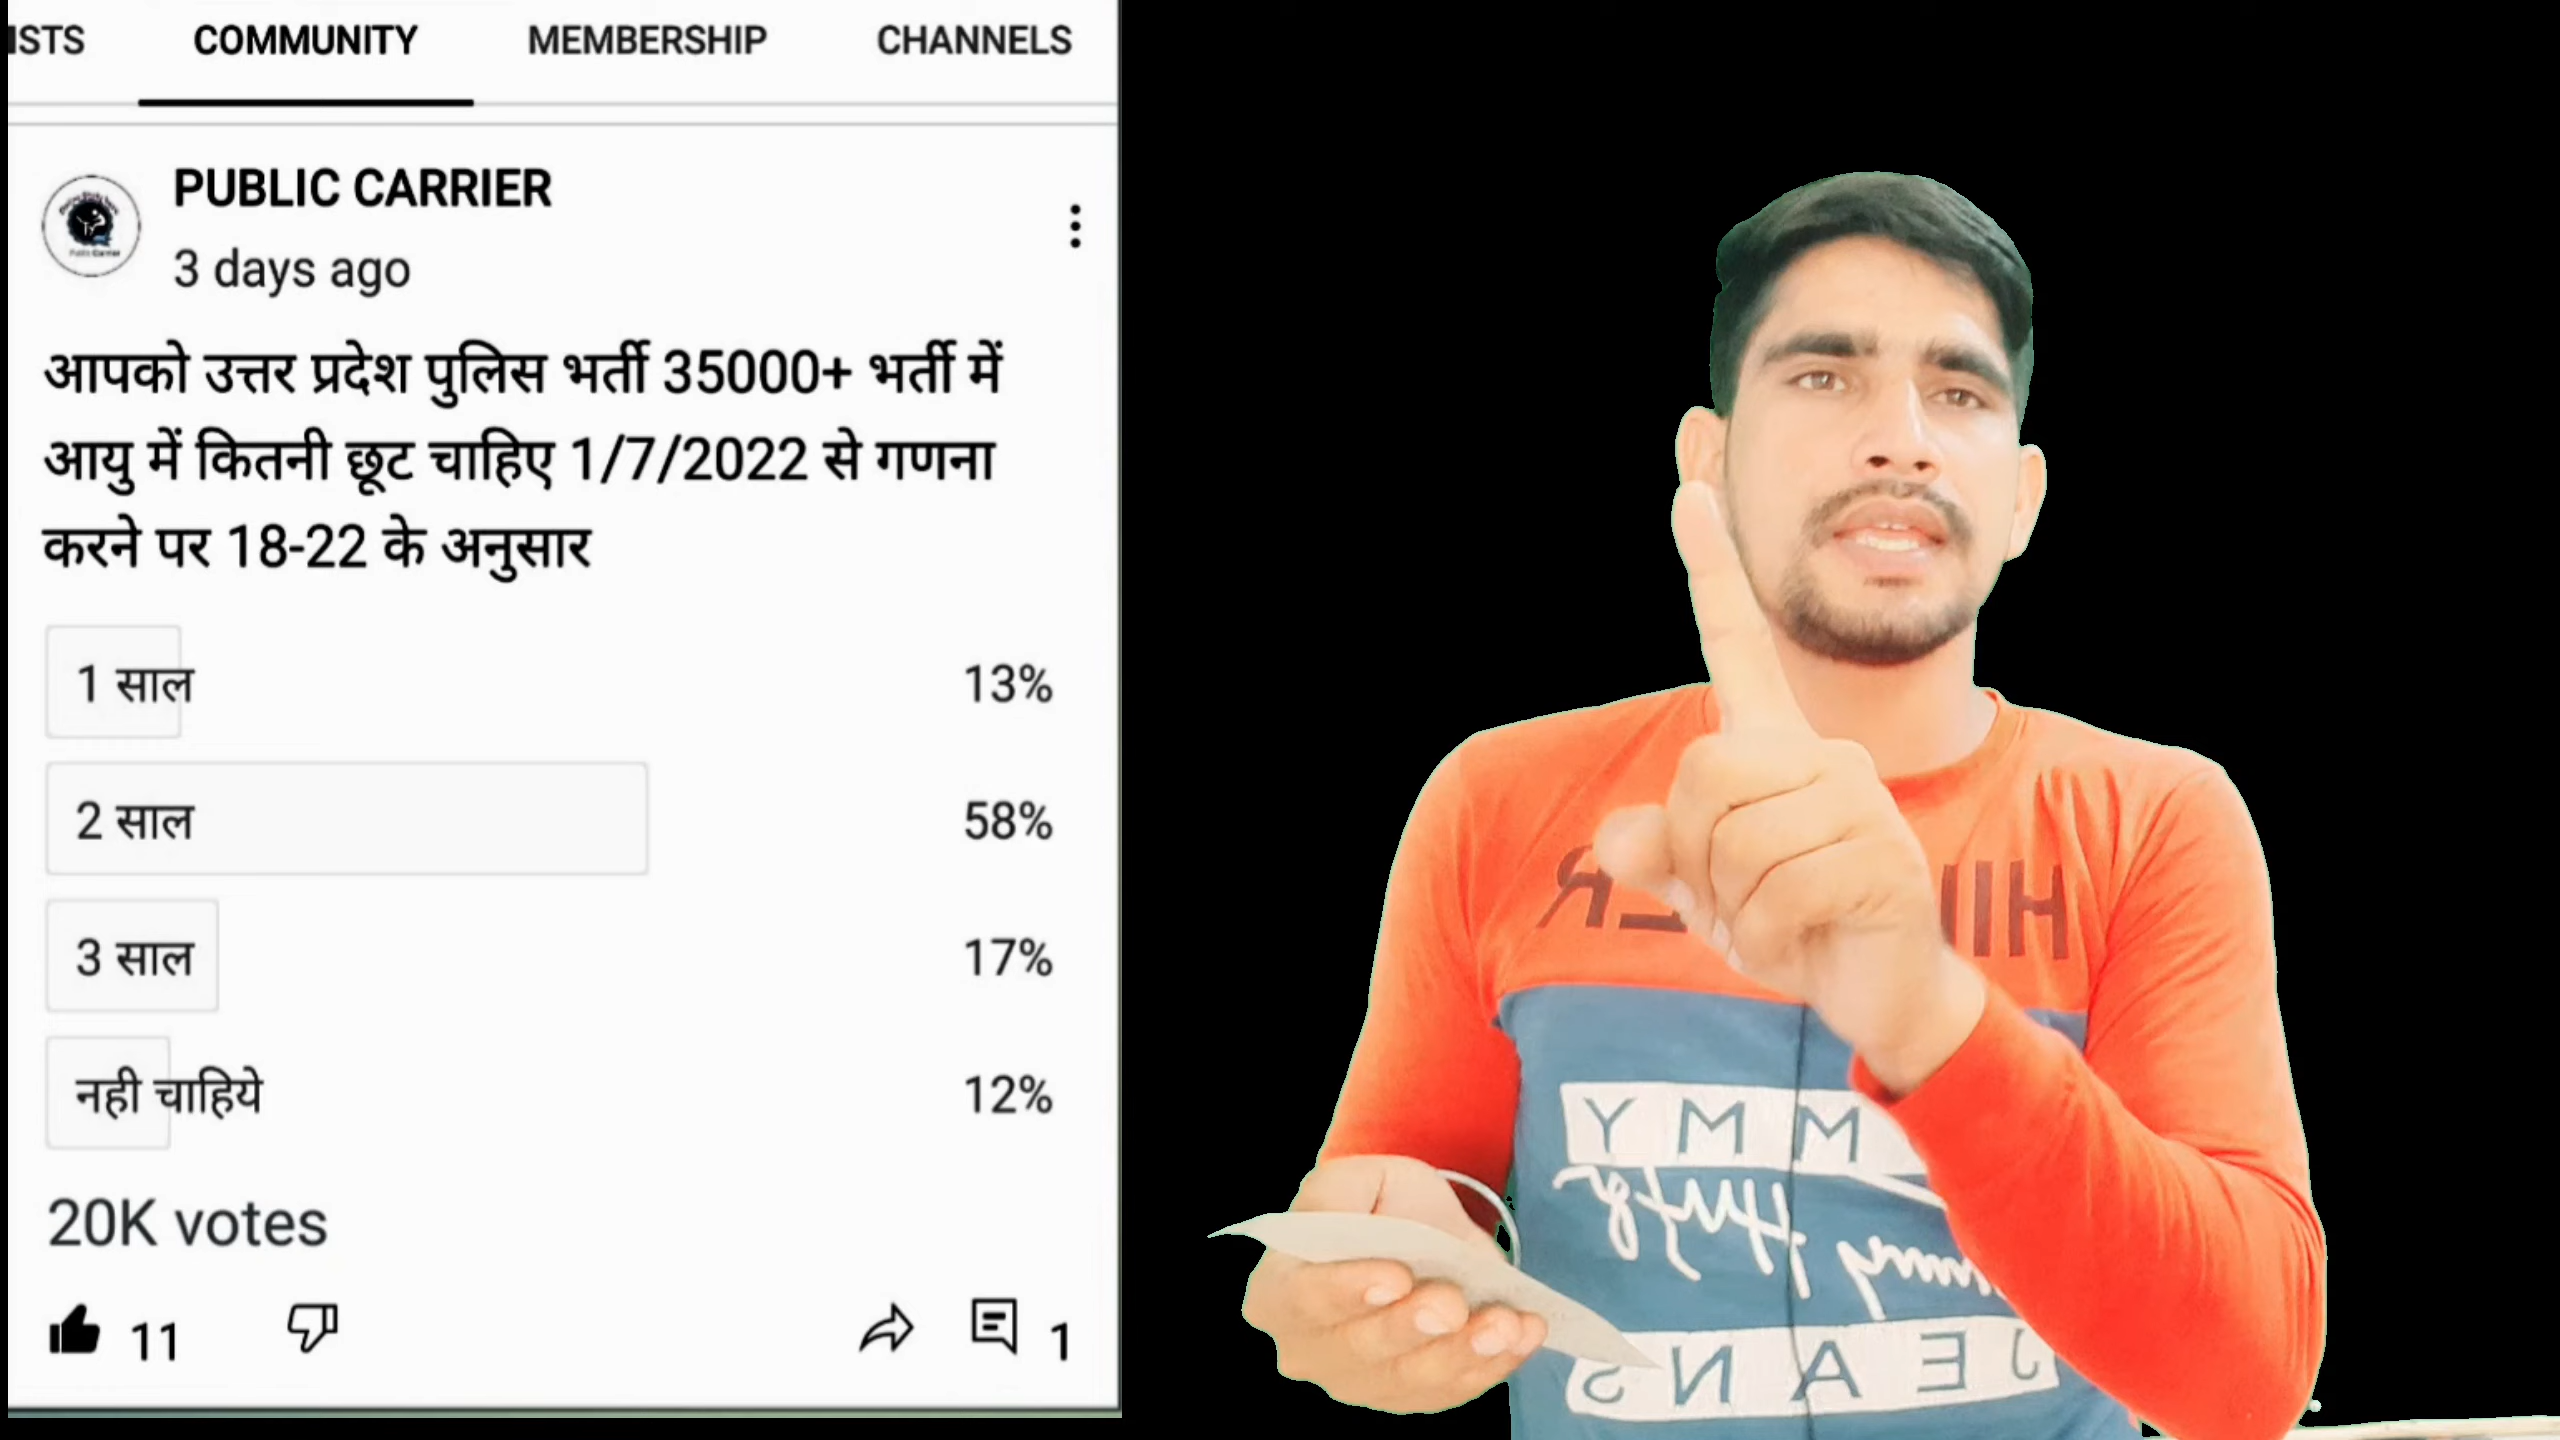 ISTS COMMUNITY MEMBERSHIP CHANNELS
PUBLIC CARRIER
3 days ago
आपको उत्तर प्रदेश पुलिस भर्ती 35000+ भर्ती में
आयु में कितनी छूट चाहिए 1/7/2022 से गणना
करने पर 18-22 के अनुसार
1 साल 13%
2 साल 58%
3 साल 17%
नही चाहिये 12%
20K votes
11 1
JEANS